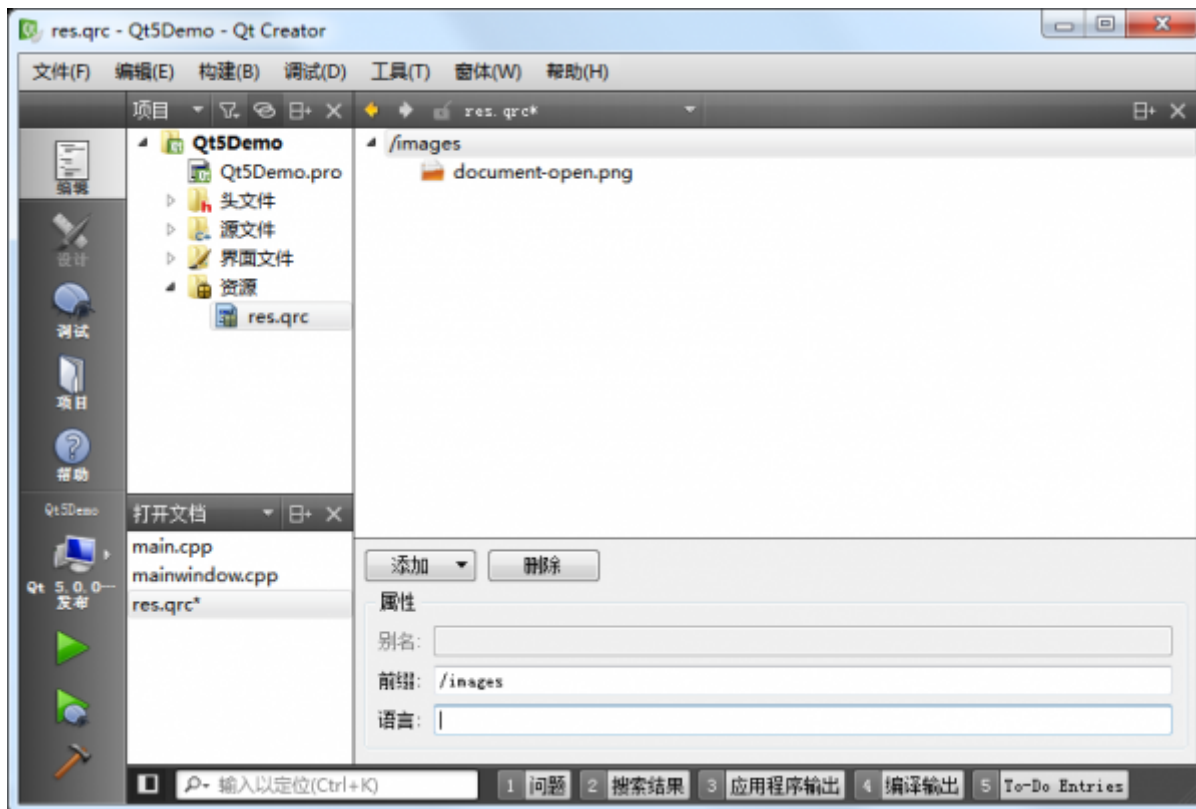 res.qrc - Qt5Demo - Qt Creator
文件(F) 编辑(E) 构建(B) 调试(D) 工具(T) 窗体(W) 帮助(H)
项目
res.qrc*
编辑
设计
调试
项目
帮助
Qt5Demo
Qt 5.0.0—
发布
Qt5Demo
Qt5Demo.pro
头文件
源文件
界面文件
资源
res.qrc
打开文档
main.cpp
mainwindow.cpp
res.qrc*
/images
document-open.png
添加 删除
属性
别名:
前缀: /images
语言:
输入以定位(Ctrl+K)
1 问题 2 搜索结果 3 应用程序输出 4 编译输出 5 To-Do Entries